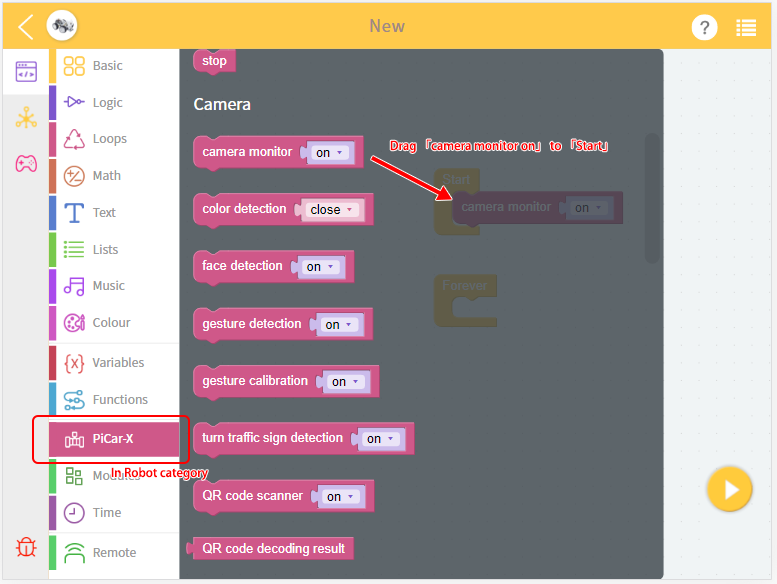 New
?
Basic
Logic
Loops
Math
Text
Lists
Music
Colour
Variables
Functions
PiCar-X
In Robot category
Modules
Time
Remote
stop
Camera
camera monitor on
color detection close
face detection on
gesture detection on
gesture calibration on
turn traffic sign detection on
QR code scanner on
QR code decoding result
Drag 「camera monitor on」 to 「Start」
Start
camera monitor on
Forever